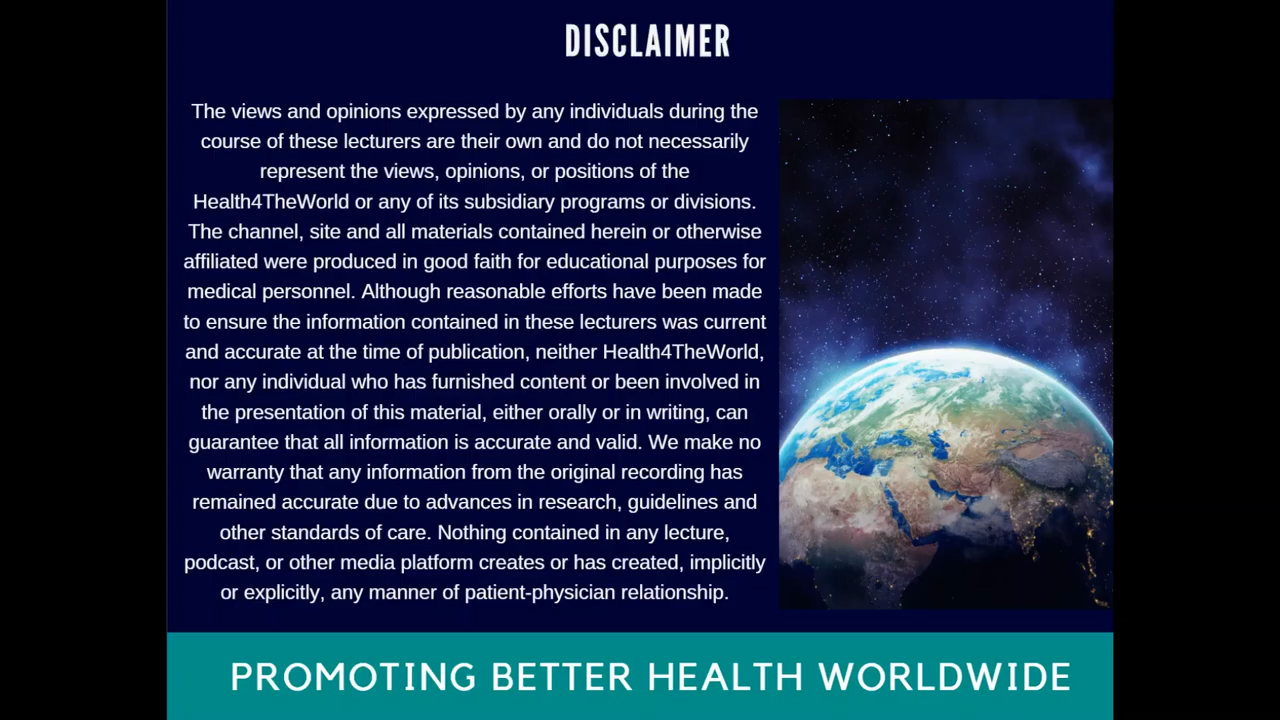 DISCLAIMER
The views and opinions expressed by any individuals during the
course of these lecturers are their own and do not necessarily
represent the views, opinions, or positions of the
Health4TheWorld or any of its subsidiary programs or divisions.
The channel, site and all materials contained herein or otherwise
affiliated were produced in good faith for educational purposes for
medical personnel. Although reasonable efforts have been made
to ensure the information contained in these lecturers was current
and accurate at the time of publication, neither Health4TheWorld,
nor any individual who has furnished content or been involved in
the presentation of this material, either orally or in writing, can
guarantee that all information is accurate and valid. We make no
warranty that any information from the original recording has
remained accurate due to advances in research, guidelines and
other standards of care. Nothing contained in any lecture,
podcast, or other media platform creates or has created, implicitly
or explicitly, any manner of patient-physician relationship.
PROMOTING BETTER HEALTH WORLDWIDE